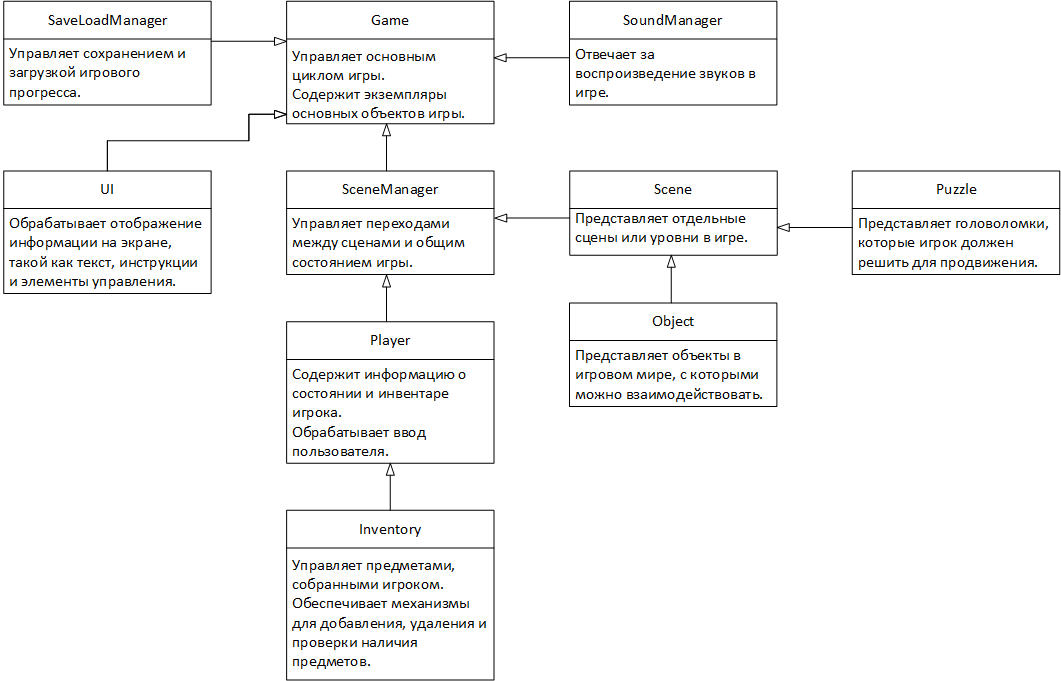 SaveLoadManager
Управляет сохранением и
загрузкой игрового
прогресса.
Game
Управляет основным
циклом игры.
Содержит экземпляры
основных объектов игры.
SoundManager
Отвечает за
воспроизведение звуков в
игре.
UI
Обрабатывает отображение
информации на экране,
такой как текст, инструкции
и элементы управления.
SceneManager
Управляет переходами
между сценами и общим
состоянием игры.
Scene
Представляет отдельные
сцены или уровни в игре.
Puzzle
Представляет головоломки,
которые игрок должен
решить для продвижения.
Player
Содержит информацию о
состоянии и инвентаре
игрока.
Обрабатывает ввод
пользователя.
Object
Представляет объекты в
игровом мире, с которыми
можно взаимодействовать.
Inventory
Управляет предметами,
собранными игроком.
Обеспечивает механизмы
для добавления, удаления и
проверки наличия
предметов.